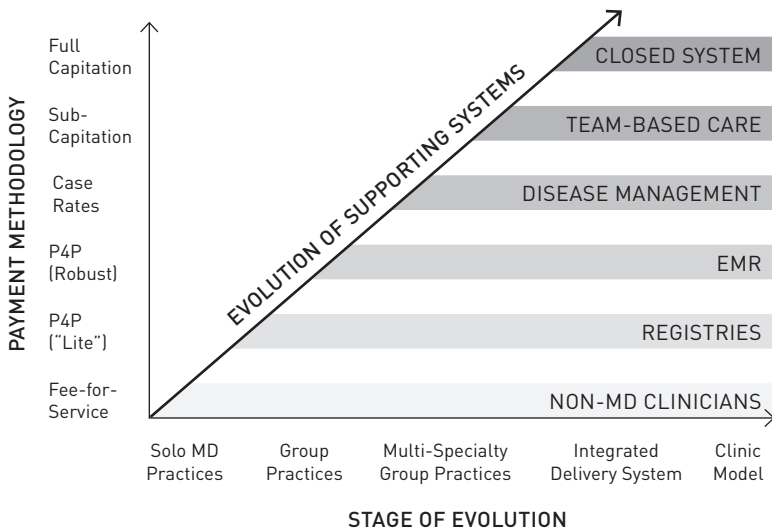 PAYMENT METHODOLOGY
Full
Capitation
Sub-
Capitation
Case
Rates
P4P
(Robust)
P4P
(“Lite”)
Fee-for-
Service
EVOLUTION OF SUPPORTING SYSTEMS
CLOSED SYSTEM
TEAM-BASED CARE
DISEASE MANAGEMENT
EMR
REGISTRIES
NON-MD CLINICIANS
Solo MD
Practices
Group
Practices
Multi-Specialty
Group Practices
Integrated
Delivery System
Clinic
Model
STAGE OF EVOLUTION